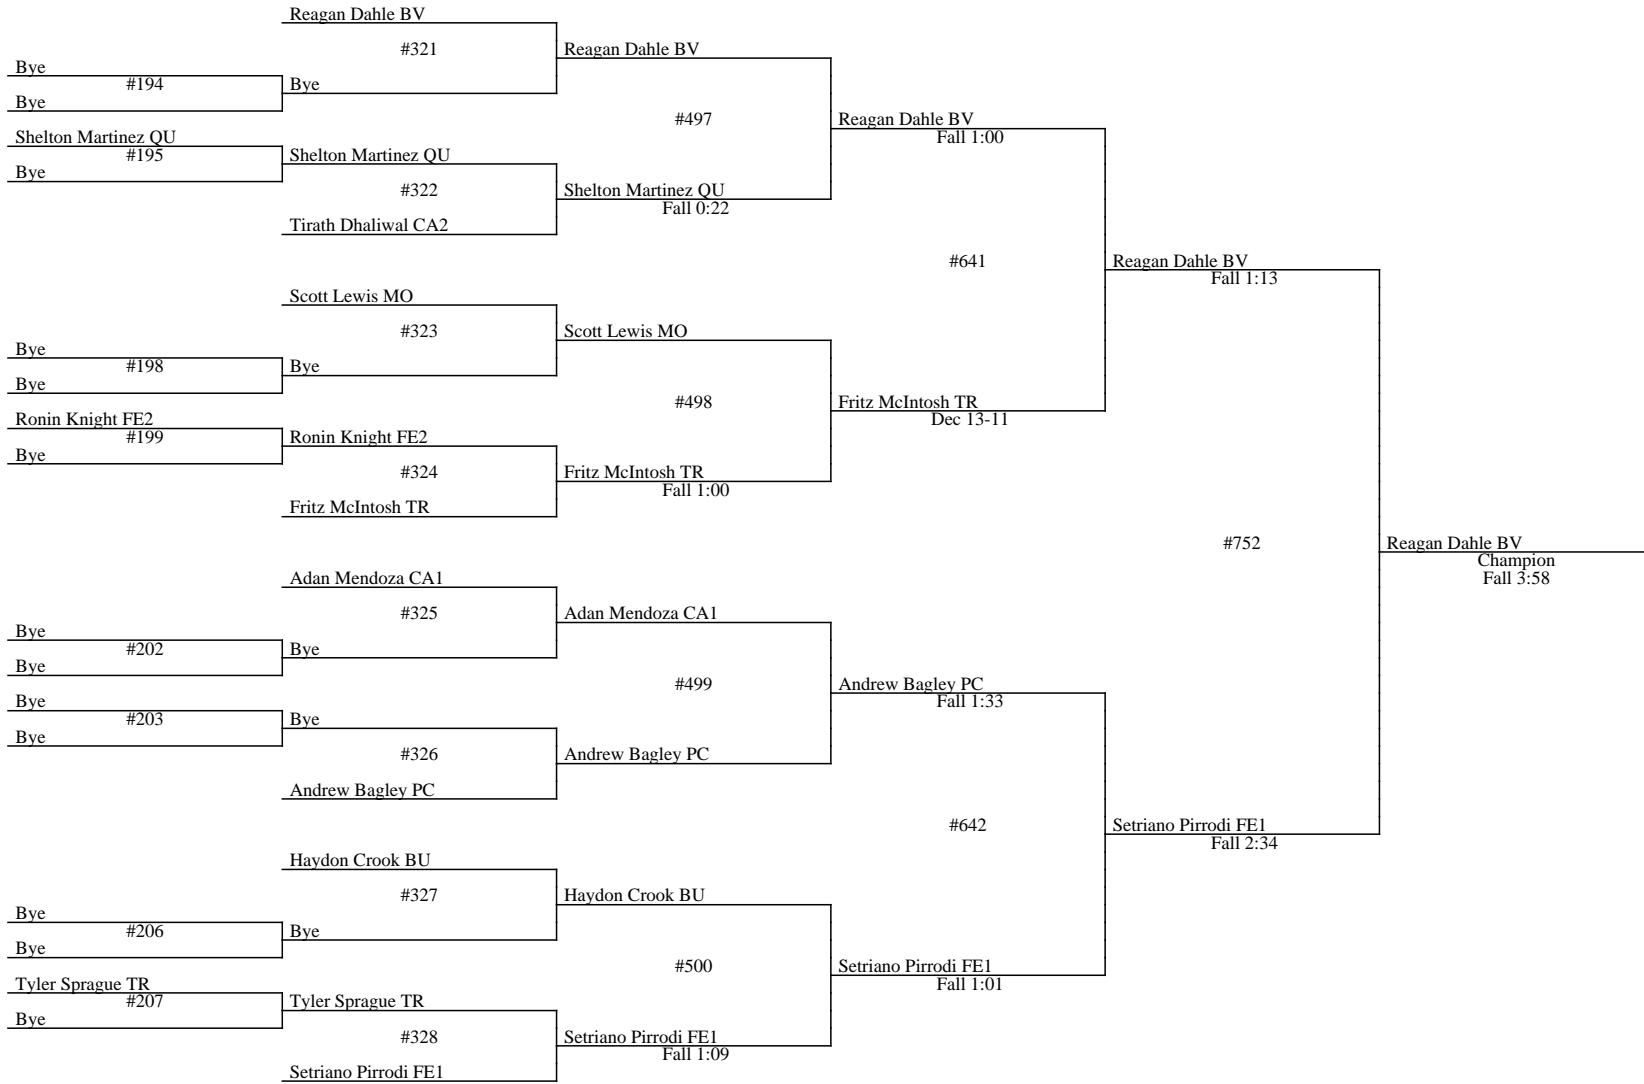 Reagan Dahle BV
#321
Reagan Dahle BV
Bye
#194
Bye
Bye
#497
Reagan Dahle BV
Fall 1:00
Shelton Martinez QU
#195
Shelton Martinez QU
Bye
#322
Shelton Martinez QU
Fall 0:22
Tirath Dhaliwal CA2
#641
Reagan Dahle BV
Fall 1:13
Scott Lewis MO
#323
Scott Lewis MO
Bye
#198
Bye
Bye
#498
Fritz McIntosh TR
Dec 13-11
Ronin Knight FE2
#199
Ronin Knight FE2
Bye
#324
Fritz McIntosh TR
Fall 1:00
Fritz McIntosh TR
#752
Reagan Dahle BV
Champion
Fall 3:58
Adan Mendoza CA1
#325
Adan Mendoza CA1
Bye
#202
Bye
Bye
#499
Andrew Bagley PC
Fall 1:33
Bye
#203
Bye
Bye
#326
Andrew Bagley PC
Andrew Bagley PC
#642
Setriano Pirrodi FE1
Fall 2:34
Haydon Crook BU
#327
Haydon Crook BU
Bye
#206
Bye
Bye
#500
Setriano Pirrodi FE1
Fall 1:01
Tyler Sprague TR
#207
Tyler Sprague TR
Bye
#328
Setriano Pirrodi FE1
Fall 1:09
Setriano Pirrodi FE1